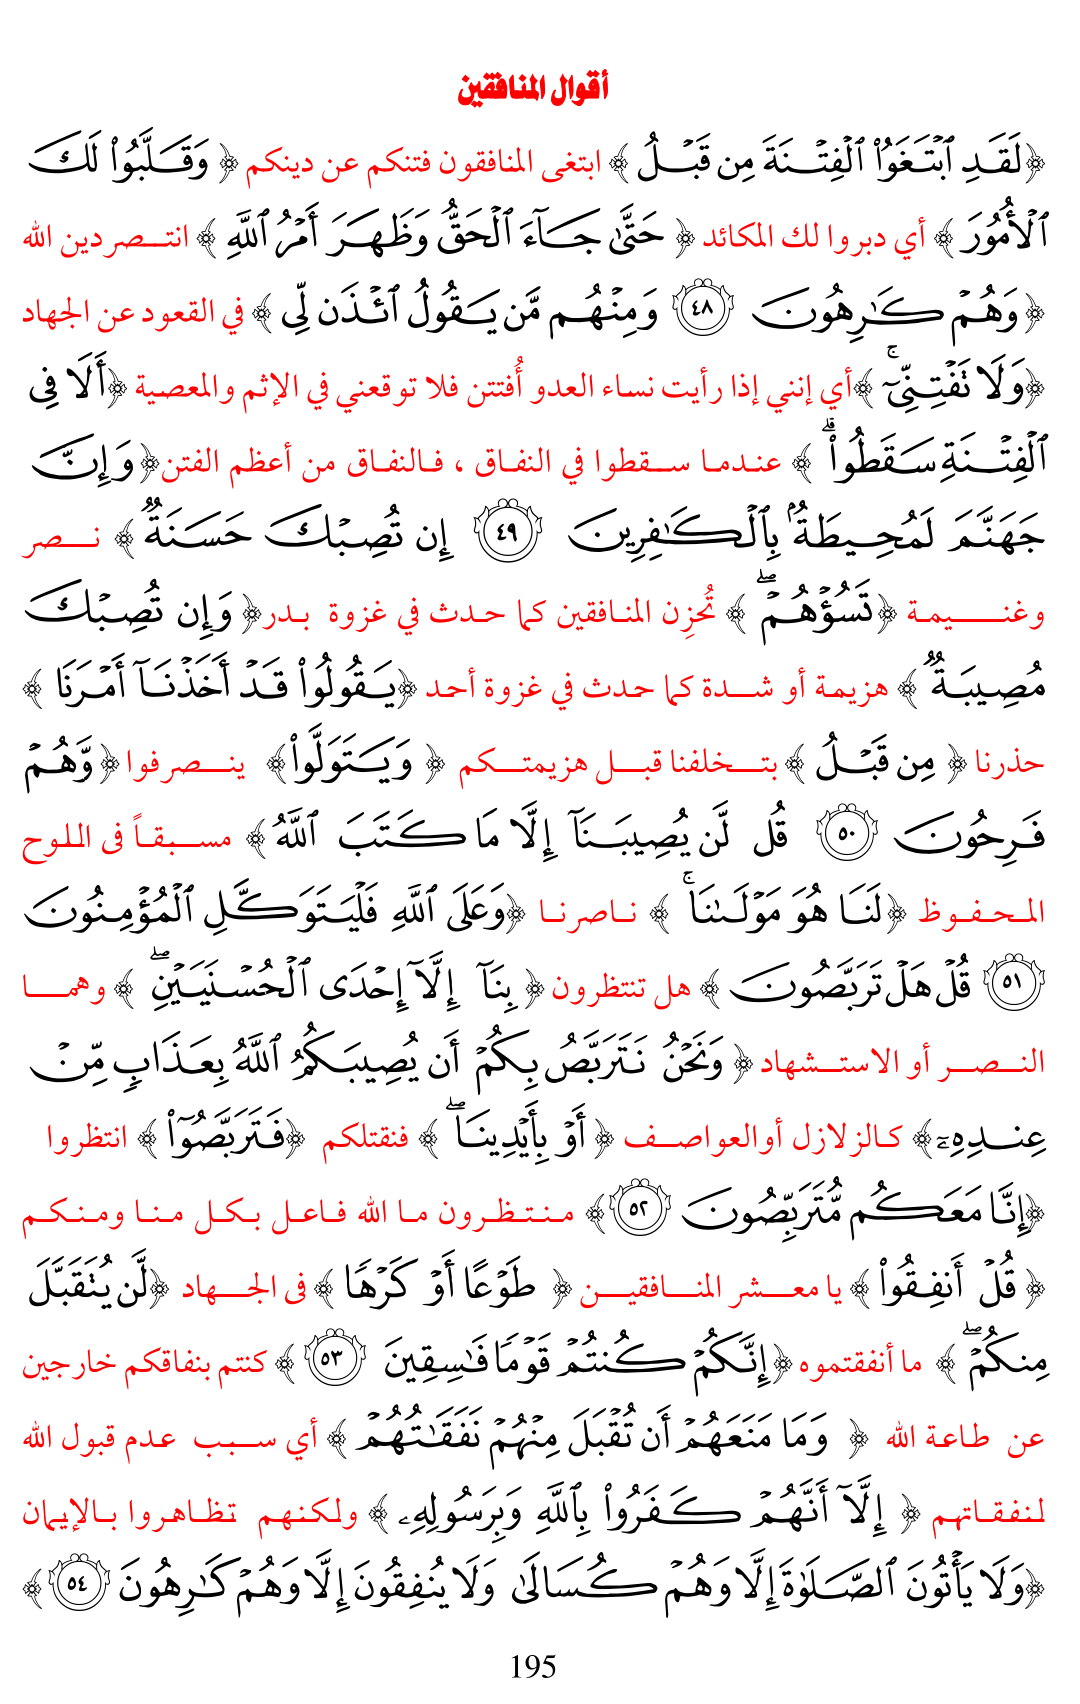 أقوال المنافقين
﴿لَقَدِ ٱبْتَغَوُا۟ ٱلْفِتْنَةَ مِن قَبْلُ ﴾ ابتغى المنافقون فتنكم عن دينكم ﴿ وَقَلَّبُوا۟ لَكَ
ٱلْأُمُورَ ﴾ أي دبروا لك المكائد ﴿ حَتَّىٰ جَآءَ ٱلْحَقُّ وَظَهَرَ أَمْرُ ٱللَّهِ ﴾ انتصر دين الله
﴿ وَهُمْ كَٰرِهُونَ ٤٨ وَمِنْهُم مَّن يَقُولُ ٱئْذَن لِّى ﴾ في القعود عن الجهاد
﴿وَلَا تَفْتِنِّىٓ ۚ ﴾أي إنني إذا رأيت نساء العدو أُفتتن فلا توقعني في الإثم والمعصية ﴿أَلَا فِى
ٱلْفِتْنَةِ سَقَطُوا۟ ۗ ﴾ عندما سقطوا في النفاق ، فالنفاق من أعظم الفتن﴿ وَإِنَّ
جَهَنَّمَ لَمُحِيطَةٌۢ بِٱلْكَٰفِرِينَ ٤٩ إِن تُصِبْكَ حَسَنَةٌ ﴾ نصر
وغنيمة ﴿تَسُؤْهُمْ ۖ ﴾ تُحزن المنافقين كما حدث في غزوة بدر﴿ وَإِن تُصِبْكَ
مُصِيبَةٌ ﴾ هزيمة أو شدة كما حدث في غزوة أحد ﴿يَقُولُوا۟ قَدْ أَخَذْنَآ أَمْرَنَا ﴾
حذرنا ﴿ مِن قَبْلُ ﴾ بتخلفنا قبل هزيمتكم ﴿ وَيَتَوَلَّوا۟﴾ ينصرفوا ﴿ وَّهُمْ
فَرِحُونَ ٥٠ قُل لَّن يُصِيبَنَآ إِلَّا مَا كَتَبَ ٱللَّهُ ﴾ مسبقاً فى اللوح
المحفوظ ﴿لَنَا هُوَ مَوْلَىٰنَا ۚ ﴾ ناصرنا ﴿وَعَلَى ٱللَّهِ فَلْيَتَوَكَّلِ ٱلْمُؤْمِنُونَ
٥١ قُلْ هَلْ تَرَبَّصُونَ ﴾ هل تنتظرون ﴿ بِنَآ إِلَّآ إِحْدَى ٱلْحُسْنَيَيْنِ ۖ ﴾ وهما
النصر أو الاستشهاد ﴿ وَنَحْنُ نَتَرَبَّصُ بِكُمْ أَن يُصِيبَكُمُ ٱللَّهُ بِعَذَابٍ مِّنْ
عِندِهِۦٓ ﴾ كالزلازل أوالعواصف ﴿ أَوْ بِأَيْدِينَا ۖ ﴾ فنقتلكم ﴿فَتَرَبَّصُوٓا۟ ﴾ انتظروا
﴿إِنَّا مَعَكُم مُّتَرَبِّصُونَ ٥٢ ﴾ منتظرون ما الله فاعل بكل منا ومنكم
﴿ قُلْ أَنفِقُوا۟ ﴾ يا معشر المنافقين ﴿ طَوْعًا أَوْ كَرْهًا ﴾ فى الجهاد ﴿لَّن يُتَقَبَّلَ
مِنكُمْ ۖ ﴾ ما أنفقتموه ﴿إِنَّكُمْ كُنتُمْ قَوْمًا فَٰسِقِينَ ٥٣ ﴾ كنتم بنفاقكم خارجين
عن طاعة الله ﴿ وَمَا مَنَعَهُمْ أَن تُقْبَلَ مِنْهُمْ نَفَقَٰتُهُمْ ﴾ أي سبب عدم قبول الله
لنفقاتهم ﴿ إِلَّآ أَنَّهُمْ كَفَرُوا۟ بِٱللَّهِ وَبِرَسُولِهِۦ ﴾ ولكنهم تظاهروا بالإيمان
﴿وَلَا يَأْتُونَ ٱلصَّلَوٰةَ إِلَّا وَهُمْ كُسَالَىٰ وَلَا يُنفِقُونَ إِلَّا وَهُمْ كَٰرِهُونَ ٥٤ ﴾
195